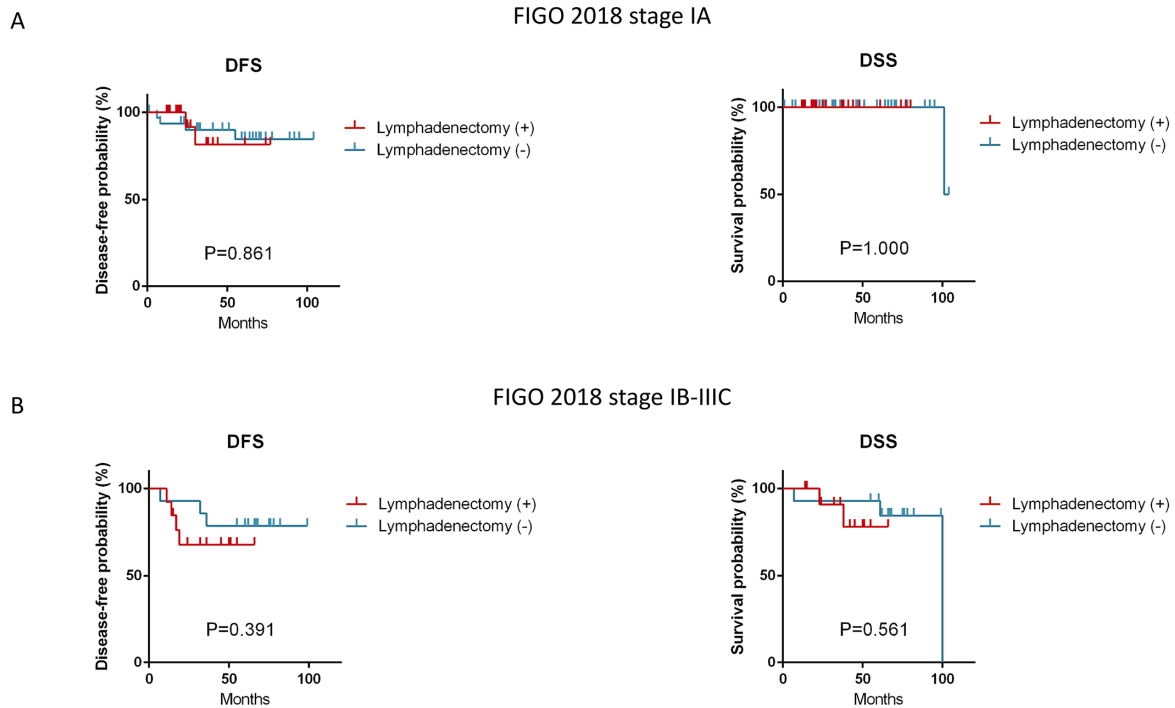 A
FIGO 2018 stage IA
DFS
Disease-free probability (%)
100
50
0
0 50 100
Months
P=0.861
Lymphadenectomy (+)
Lymphadenectomy (-)
DSS
Survival probability (%)
100
50
0
0 50 100
Months
P=1.000
Lymphadenectomy (+)
Lymphadenectomy (-)
B
FIGO 2018 stage IB-IIIC
DFS
Disease-free probability (%)
100
50
0
0 50 100
Months
P=0.391
Lymphadenectomy (+)
Lymphadenectomy (-)
DSS
Survival probability (%)
100
50
0
0 50 100
Months
P=0.561
Lymphadenectomy (+)
Lymphadenectomy (-)